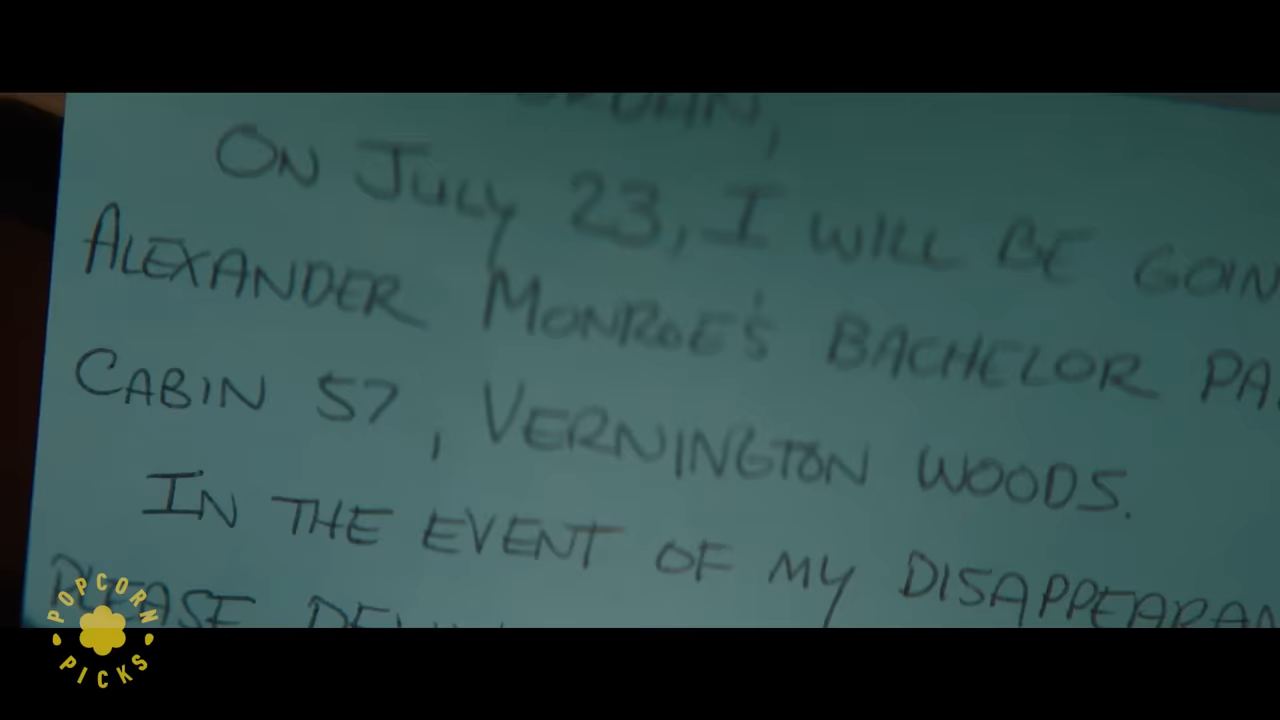 ON JULY 23, I WILL BE GOIN
ALEXANDER MONROE'S BACHELOR PA
CABIN 57, VERNINGTON WOODS.
IN THE EVENT OF MY DISAPPEARAN
PLEASE
POPCORN
PICKS